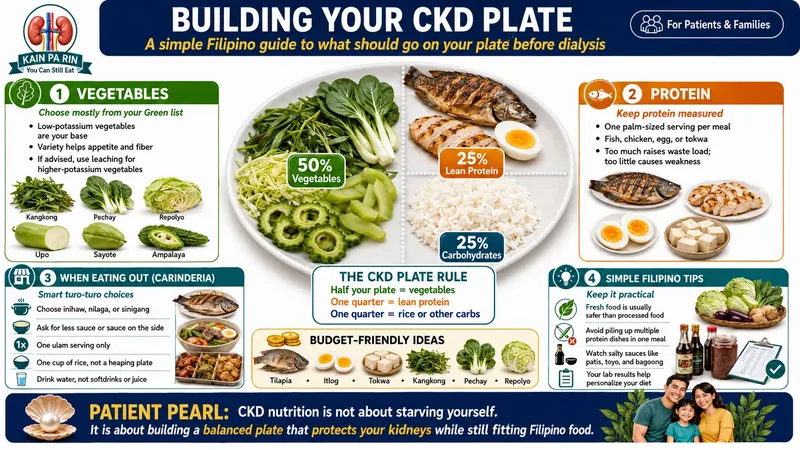 KAIN PA RIN
You Can Still Eat
BUILDING YOUR CKD PLATE
A simple Filipino guide to what should go on your plate before dialysis
For Patients & Families
1 VEGETABLES
Choose mostly from your Green list
• Low-potassium vegetables
are your base
• Variety helps appetite and fiber
• If advised, use leaching for
higher-potassium vegetables
Kangkong
Pechay
Repolyo
Upo
Sayote
Ampalaya
50%
Vegetables
25%
Lean Protein
25%
Carbohydrates
2 PROTEIN
Keep protein measured
• One palm-sized serving per meal
• Fish, chicken, egg, or tokwa
• Too much raises waste load;
too little causes weakness
3 WHEN EATING OUT (CARINDERIA)
Smart turo-turo choices
Choose inihaw, nilaga, or sinigang
Ask for less sauce or sauce on the side
1x
One ulam serving only
One cup of rice, not a heaping plate
Drink water, not softdrinks or juice
THE CKD PLATE RULE
Half your plate = vegetables
One quarter = lean protein
One quarter = rice or other carbs
BUDGET-FRIENDLY IDEAS
Tilapia
Itlog
Tokwa
Kangkong
Pechay
Repolyo
4 SIMPLE FILIPINO TIPS
Keep it practical
Fresh food is usually
safer than processed food
Avoid piling up multiple
protein dishes in one meal
Watch salty sauces like
patis, toyo, and bagoong
Your lab results help
personalize your diet
PATIENT PEARL: CKD nutrition is not about starving yourself.
It is about building a balanced plate that protects your kidneys while still fitting Filipino food.